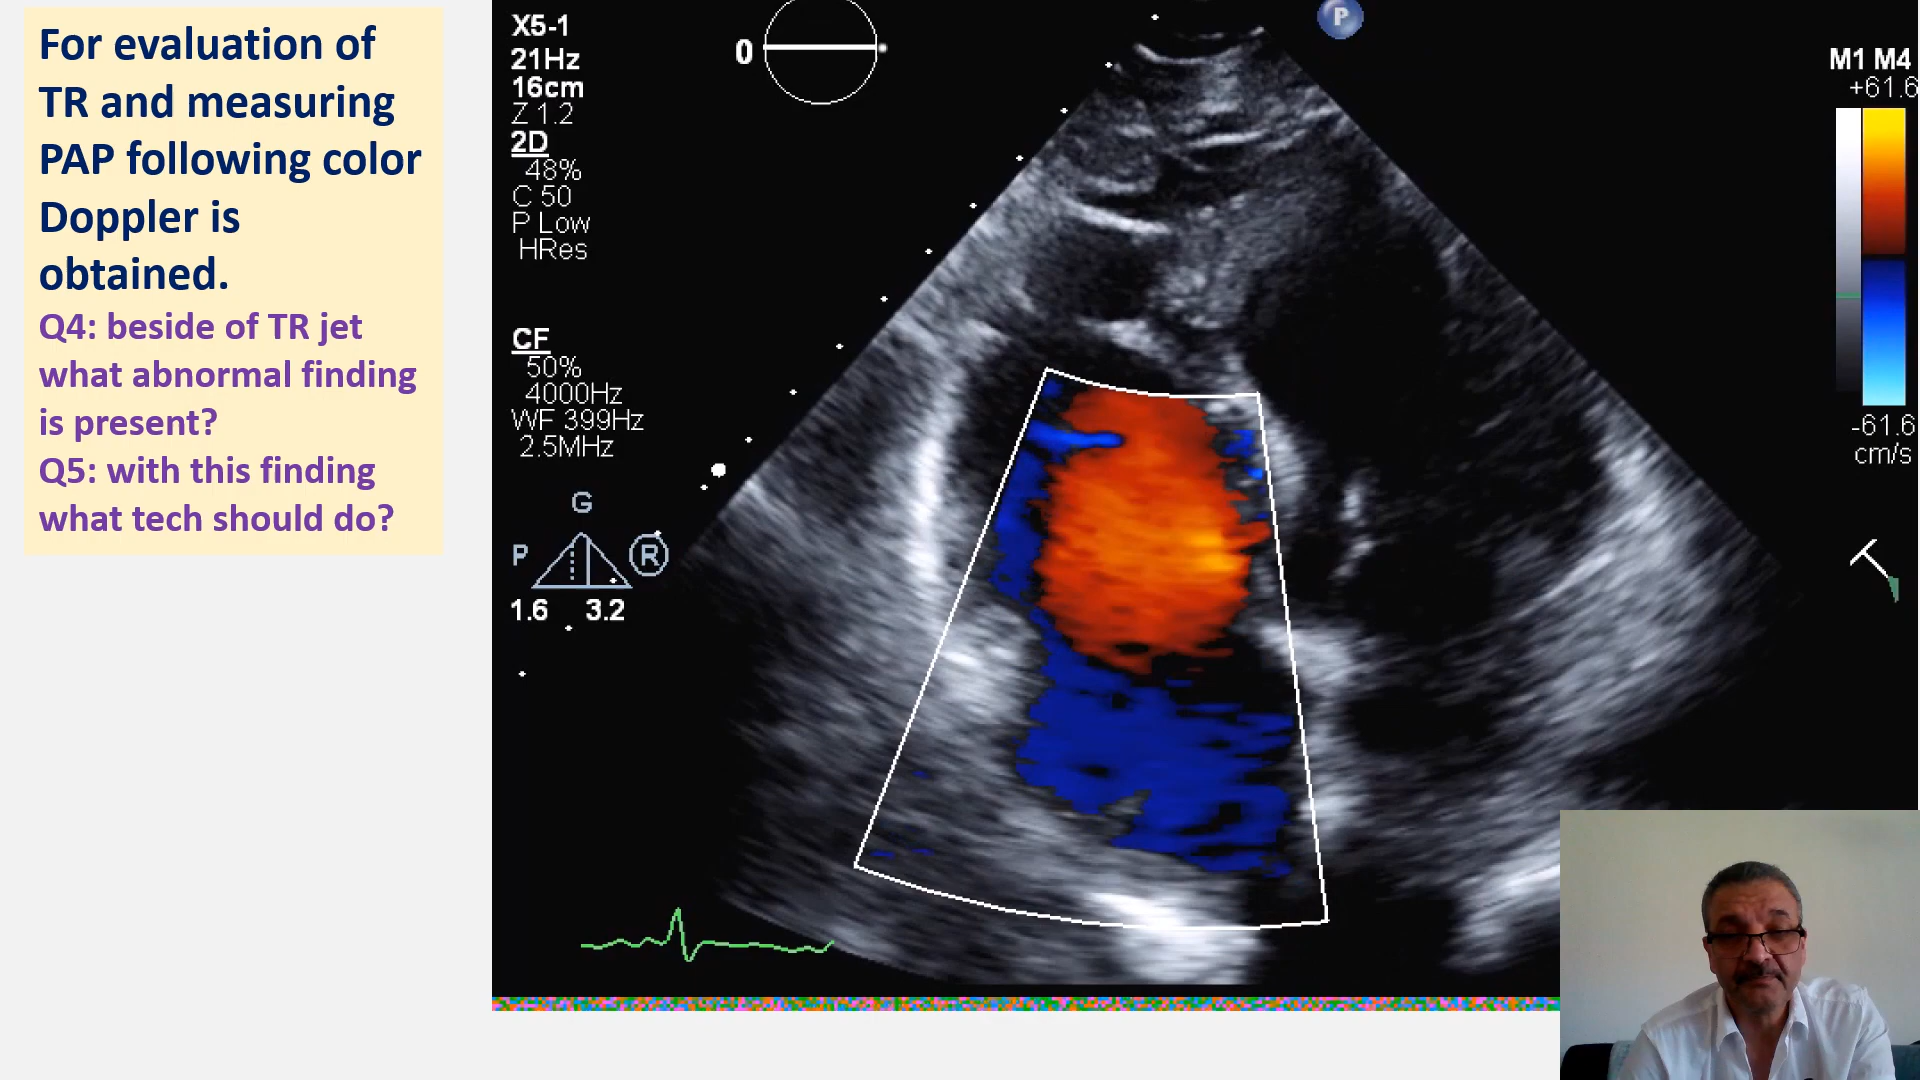 For evaluation of
TR and measuring
PAP following color
Doppler is
obtained.
Q4: beside of TR jet
what abnormal finding
is present?
Q5: with this finding
what tech should do?
X5-1
21Hz
16cm
Z 1.2
2D
48%
C 50
P Low
HRes
CF
50%
4000Hz
WF 399Hz
2.5MHz
G
P R
1.6 3.2
0
P
M1 M4
+61.6
-61.6
cm/s